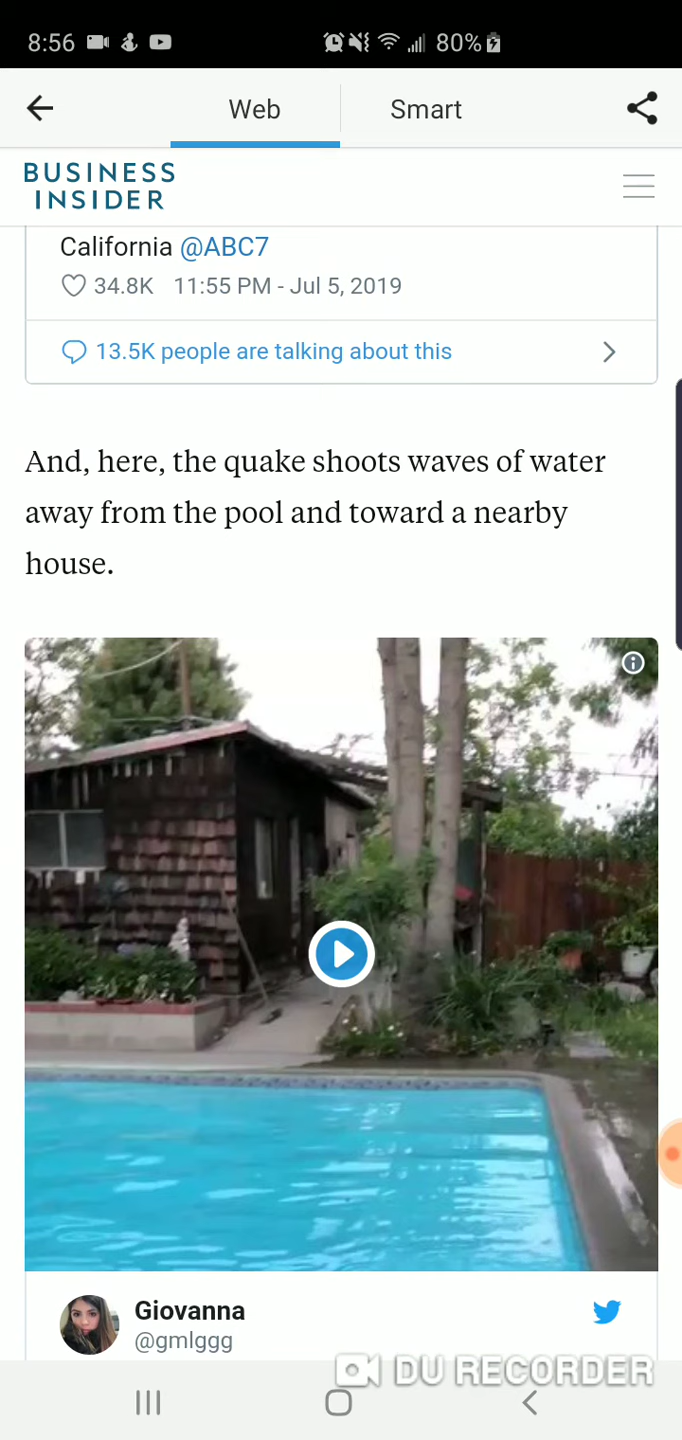 8:56 80%
Web Smart
BUSINESS
INSIDER
California @ABC7
34.8K 11:55 PM - Jul 5, 2019
13.5K people are talking about this
And, here, the quake shoots waves of water
away from the pool and toward a nearby
house.
Giovanna
@gmlggg
DU RECORDER